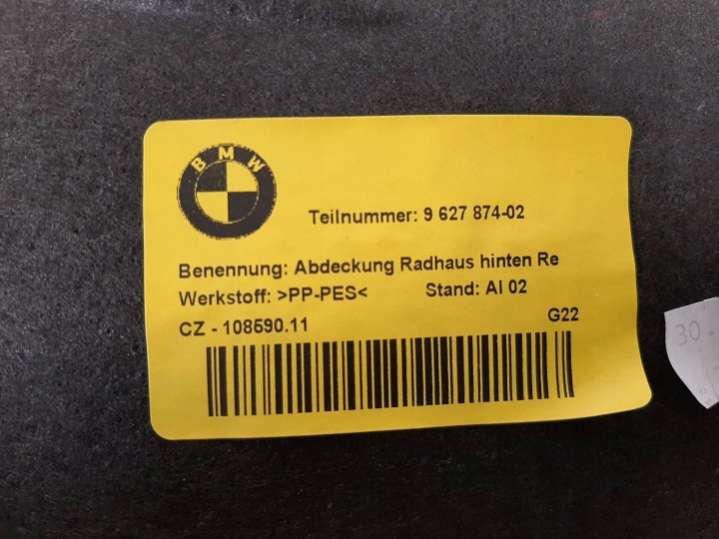 BMW
Teilnummer: 9 627 874-02
Benennung: Abdeckung Radhaus hinten Re
Werkstoff: >PP-PES< Stand: AI 02
CZ - 108590.11 G22
30